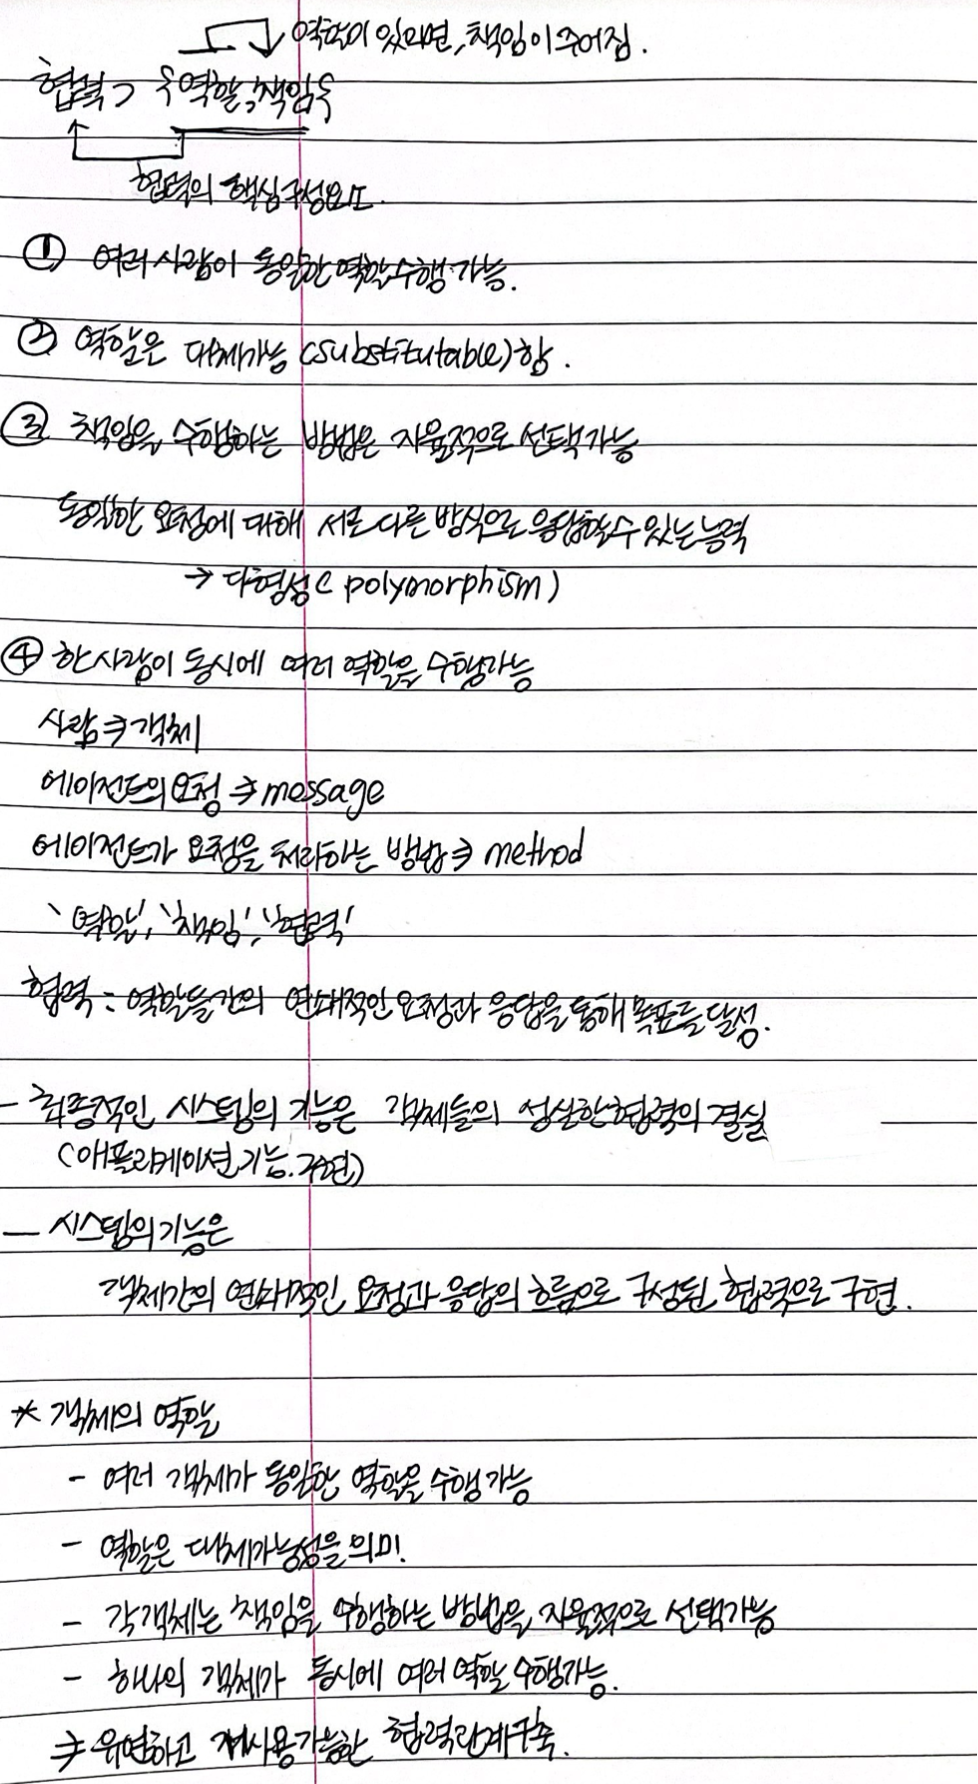 역할이 있으면, 책임이 주어짐.
협력 > {역할, 책임}
협력의 핵심구성요소.
① 여러 사람이 동일한 역할 수행 가능.
② 역할은 대체가능 (substitutable)함.
③ 책임을 수행하는 방법은 자율적으로 선택가능
동일한 요청에 대해 서로 다른 방식으로 응답할 수 있는 능력
→ 다형성( polymorphism)
④ 한사람이 동시에 여러 역할을 수행가능
사람 ⇒ 객체
에이전트의 요청 ⇒ message
에이전트가 요청을 처리하는 방법 ⇒ method
'역할', '책임', '협력'
협력 : 역할들간의 연쇄적인 요청과 응답을 통해 목표를 달성.
- 최종적인 시스템의 기능은 객체들의 성실한 협력의 결실
(애플리케이션 기능. 구현)
- 시스템의 기능은
객체간의 연쇄적인 요청과 응답의 흐름으로 구성된 협력으로 구현.
* 객체의 역할
- 여러 객체가 동일한 역할을 수행 가능
- 역할은 대체가능성을 의미.
- 각 객체는 책임을 수행하는 방법을 자율적으로 선택가능
- 하나의 객체가 동시에 여러 역할 수행가능.
⇒ 유연하고 재사용가능한 협력관계구축.